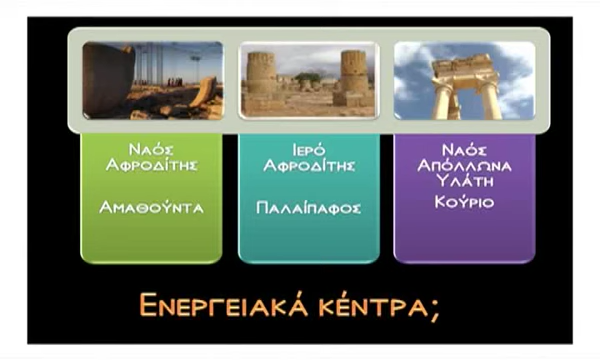 Ναός
Αφροδίτης
Αμαθούντα
Ιερό
Αφροδίτης
Παλαίπαφος
Ναός
Απόλλωνα
Υλάτη
Κούριο
Ενεργειακά κέντρα;